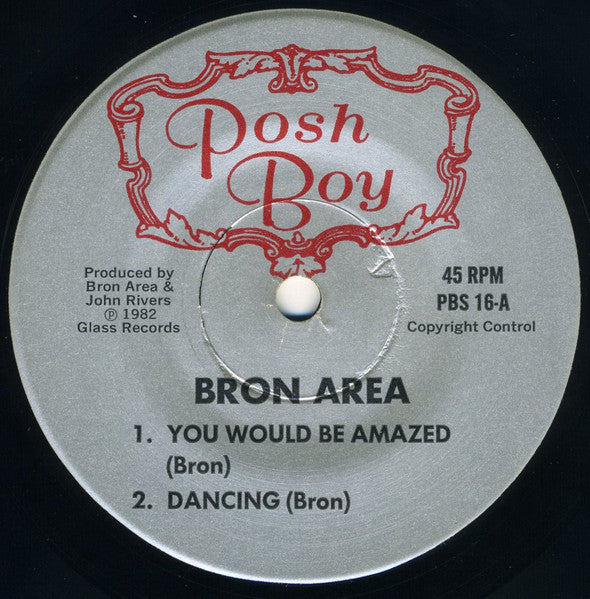 Posh
Boy
Produced by
Bron Area &
John Rivers
℗ 1982
Glass Records
45 RPM
PBS 16-A
Copyright Control
BRON AREA
1. YOU WOULD BE AMAZED
(Bron)
2. DANCING (Bron)